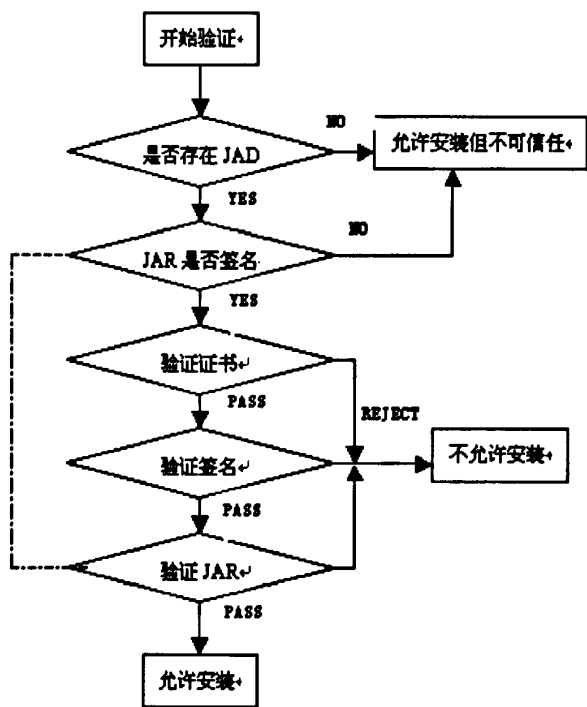 开始验证
NO
是否存在 JAD
允许安装但不可信任
YES
JAR 是否签名
NO
YES
验证证书
PASS
REJECT
验证签名
不允许安装
PASS
验证 JAR
PASS
允许安装